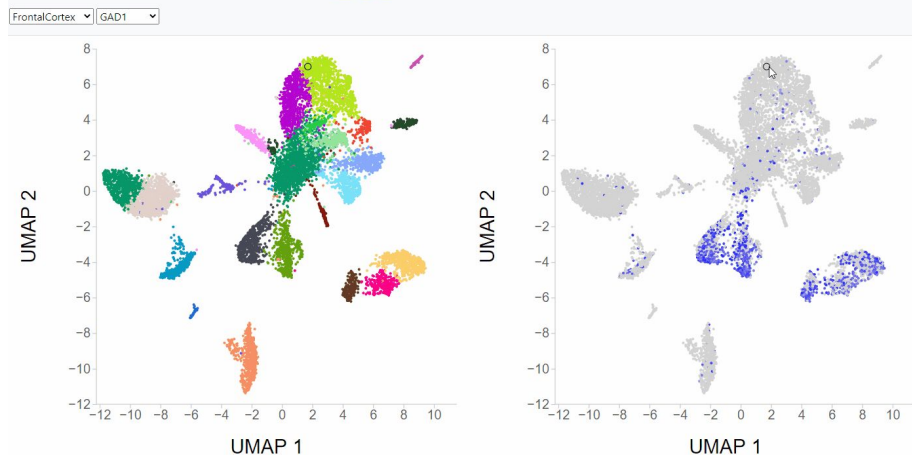 FrontalCortex GAD1
8 8
6 6
4 4
2 2
0 0
−2 −2
−4 −4
−6 −6
−8 −8
−10 −10
−12 −12
−12 −10 −8 −6 −4 −2 0 2 4 6 8 10 −12 −10 −8 −6 −4 −2 0 2 4 6 8 10
UMAP 2 UMAP 2
UMAP 1 UMAP 1